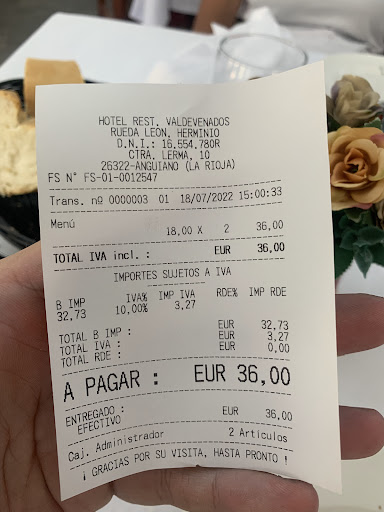 HOTEL REST. VALDEVENADOS
RUEDA LEON, HERMINIO
D.N.I.: 16,554,780R
CTRA. LERMA, 10
26322-ANGUIANO (LA RIOJA)
FS N° FS-01-0012547
Trans. nº 0000003 01 18/07/2022 15:00:33
Menú
18,00 X 2 36,00
TOTAL IVA incl. : EUR 36,00
IMPORTES SUJETOS A IVA
B IMP IVA% IMP IVA RDE% IMP RDE
32,73 10,00% 3,27
TOTAL B IMP : EUR 32,73
TOTAL IVA : EUR 3,27
TOTAL RDE : EUR 0,00
A PAGAR : EUR 36,00
ENTREGADO :
EFECTIVO EUR 36,00
Caj. Administrador 2 Artículos
¡ GRACIAS POR SU VISITA, HASTA PRONTO !